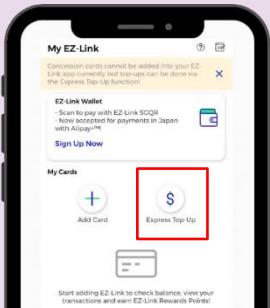 My EZ-Link
Concession cards cannot be added into your EZ-
Link app currently but top-ups can be done via
the Express Top-Up function!
EZ-Link Wallet
- Scan to pay with EZ-Link SGQR
- Now accepted for payments in Japan
with Alipay+™!
Sign Up Now
My Cards
Add Card
$
Express Top-Up
Start adding EZ-Link to check balance, view your
transactions and earn EZ-Link Rewards Points!